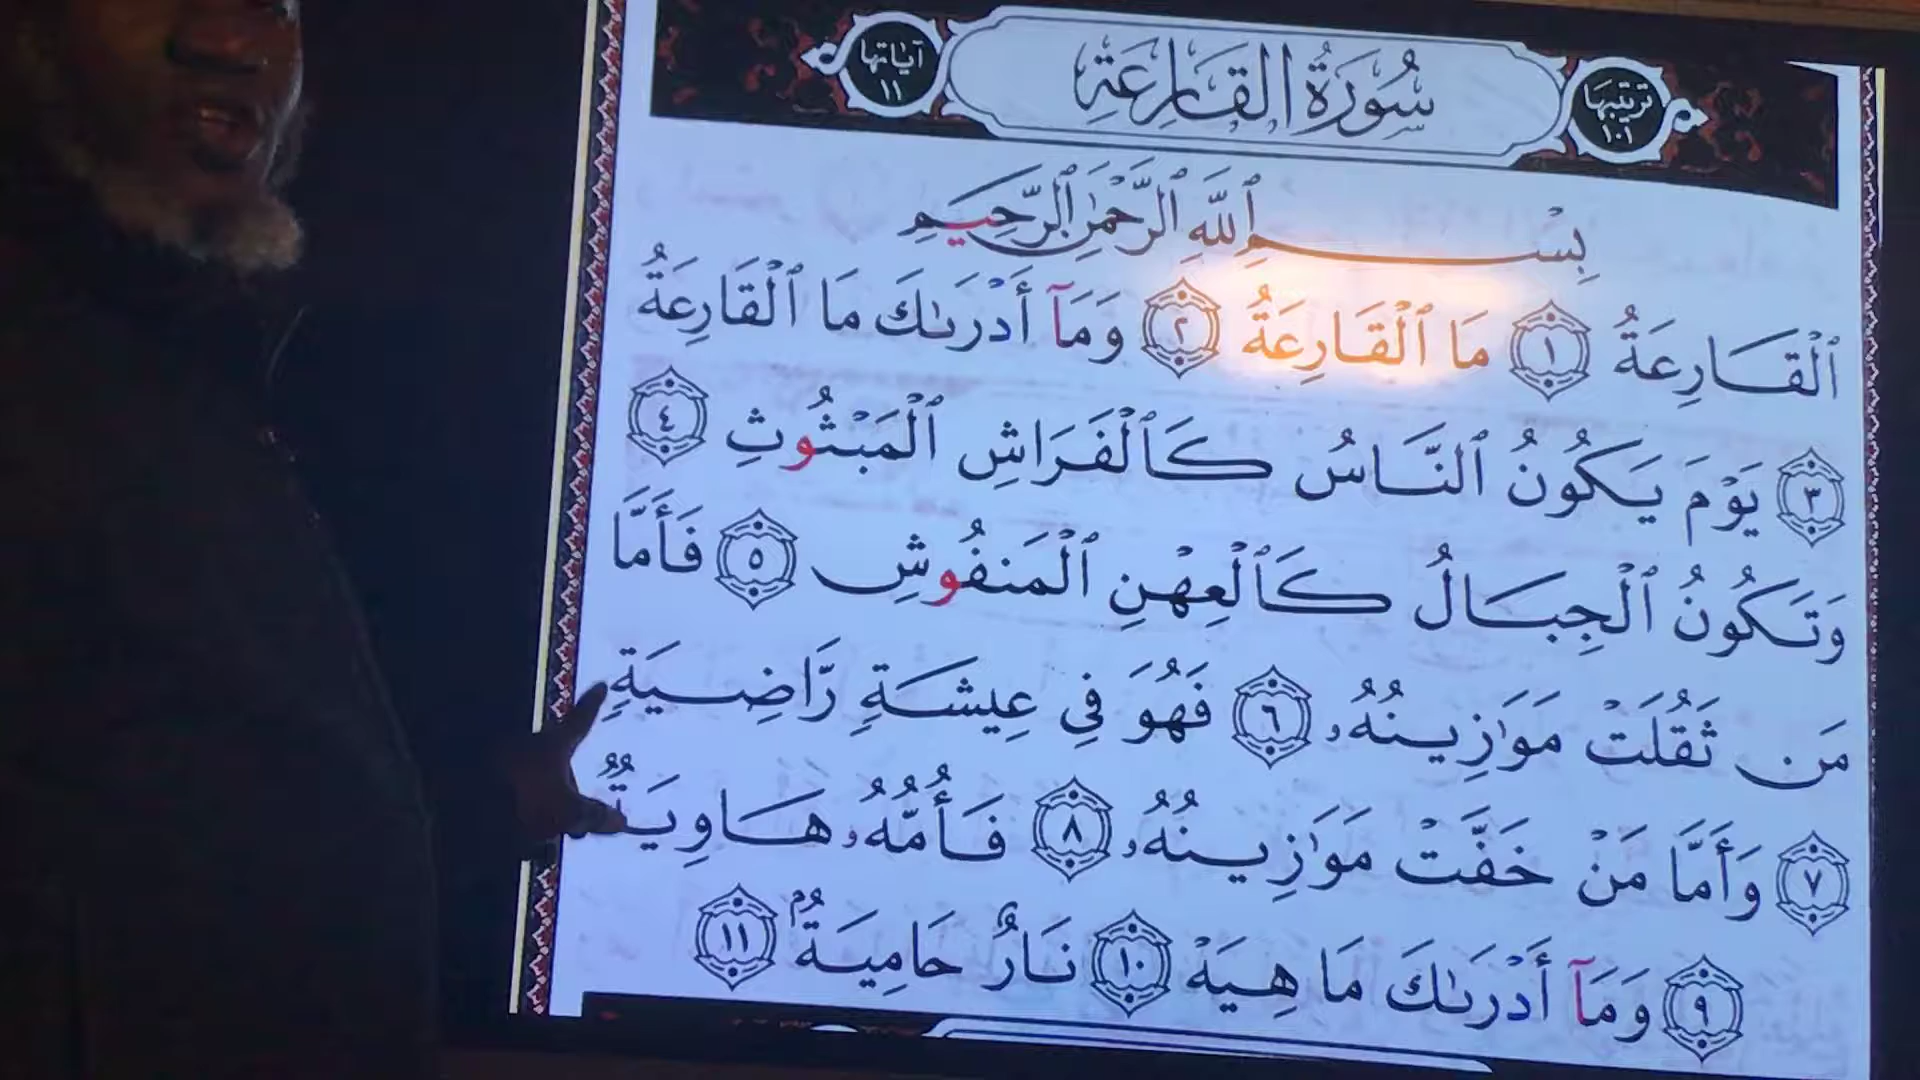 ترتيبها ١٠١
سُورَةُ القَارِعَةِ
آيَاتها ١١
بِسْمِ ٱللَّهِ ٱلرَّحْمَٰنِ ٱلرَّحِيمِ
ٱلْقَارِعَةُ ١ مَا ٱلْقَارِعَةُ ٢ وَمَآ أَدْرَىٰكَ مَا ٱلْقَارِعَةُ
٣ يَوْمَ يَكُونُ ٱلنَّاسُ كَٱلْفَرَاشِ ٱلْمَبْثُوثِ ٤
وَتَكُونُ ٱلْجِبَالُ كَٱلْعِهْنِ ٱلْمَنفُوشِ ٥ فَأَمَّا
مَن ثَقُلَتْ مَوَٰزِينُهُۥ ٦ فَهُوَ فِى عِيشَةٍ رَّاضِيَةٍ
٧ وَأَمَّا مَنْ خَفَّتْ مَوَٰزِينُهُۥ ٨ فَأُمُّهُۥ هَاوِيَةٌ
٩ وَمَآ أَدْرَىٰكَ مَا هِيَهْ ١٠ نَارٌ حَامِيَةٌۢ ١١